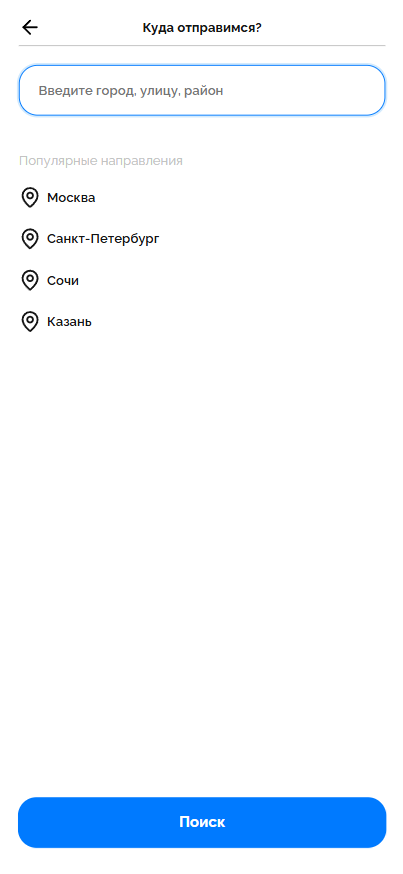 Куда отправимся?
Введите город, улицу, район
Популярные направления
Москва
Санкт-Петербург
Сочи
Казань
Поиск